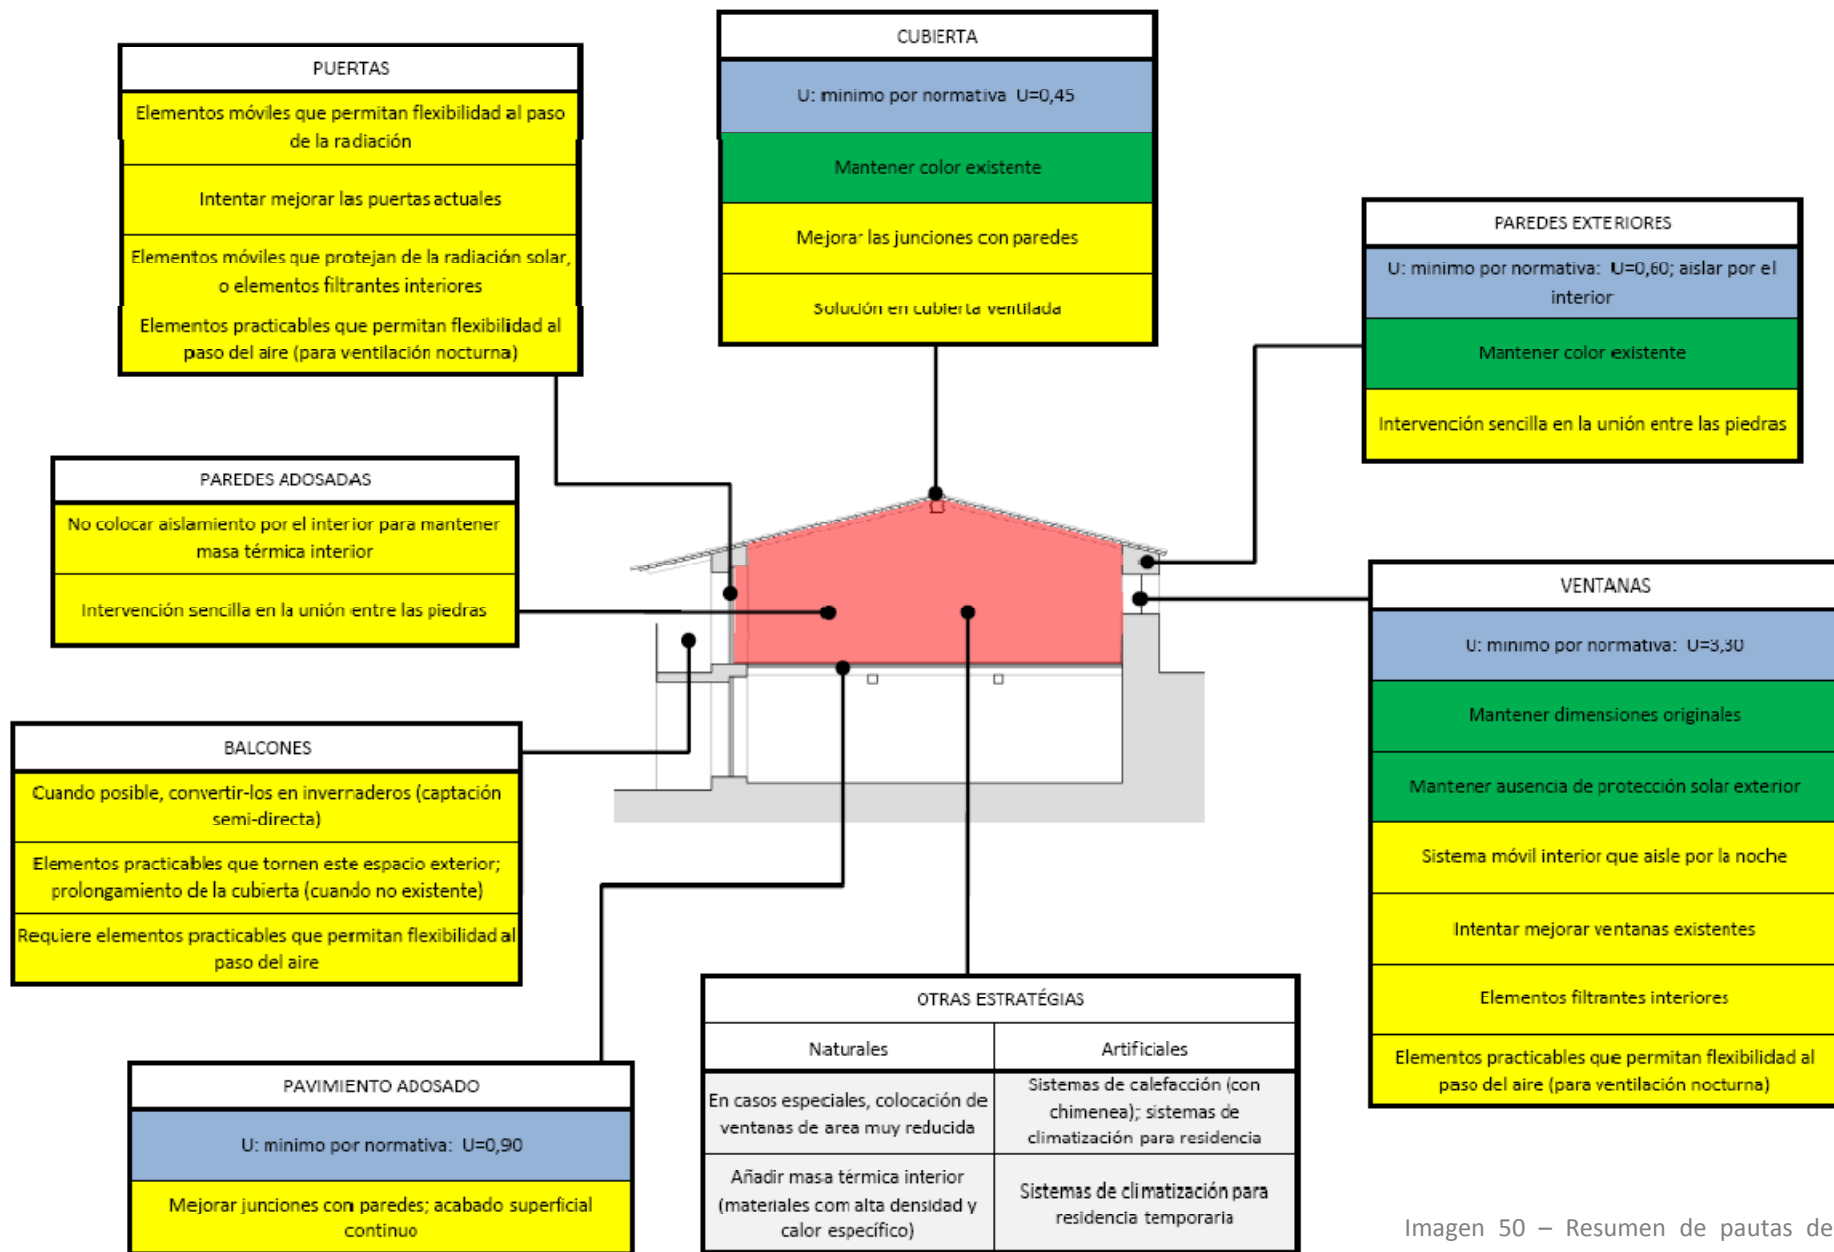 PUERTAS
Elementos móviles que permitan flexibilidad al paso
de la radiación
Intentar mejorar las puertas actuales
Elementos móviles que protejan de la radiación solar,
o elementos filtrantes interiores
Elementos practicables que permitan flexibilidad al
paso del aire (para ventilación nocturna)
CUBIERTA
U: minimo por normativa U=0,45
Mantener color existente
Mejorar las junciones con paredes
Solución en cubierta ventilada
PAREDES EXTERIORES
U: minimo por normativa: U=0,60; aislar por el
interior
Mantener color existente
Intervención sencilla en la unión entre las piedras
PAREDES ADOSADAS
No colocar aislamiento por el interior para mantener
masa térmica interior
Intervención sencilla en la unión entre las piedras
VENTANAS
U: minimo por normativa: U=3,30
Mantener dimensiones originales
Mantener ausencia de protección solar exterior
Sistema móvil interior que aisle por la noche
Intentar mejorar ventanas existentes
Elementos filtrantes interiores
Elementos practicables que permitan flexibilidad al
paso del aire (para ventilación nocturna)
BALCONES
Cuando posible, convertir-los en invernaderos (captación
semi-directa)
Elementos practicables que tornen este espacio exterior;
prolongamiento de la cubierta (cuando no existente)
Requiere elementos practicables que permitan flexibilidad al
paso del aire
PAVIMIENTO ADOSADO
U: minimo por normativa: U=0,90
Mejorar junciones con paredes; acabado superficial
continuo
OTRAS ESTRATÉGIAS
Naturales
Artificiales
En casos especiales, colocación de
ventanas de area muy reducida
Sistemas de calefacción (con
chimenea); sistemas de
climatización para residencia
Añadir masa térmica interior
(materiales com alta densidad y
calor específico)
Sistemas de climatización para
residencia temporaria
Imagen 50 – Resumen de pautas de